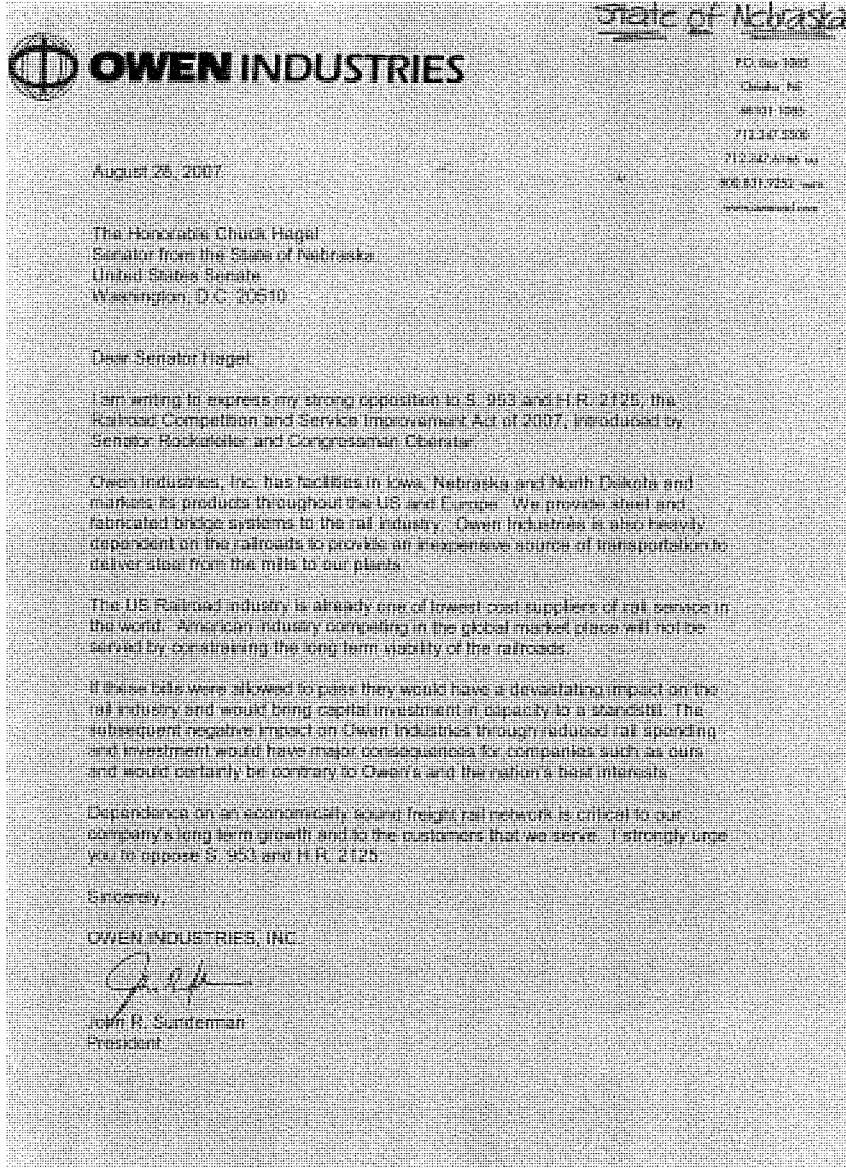 State of Nebraska
OWEN INDUSTRIES
P.O. Box 1085
Omaha, NE
68101-1085
712.347.5500
August 28, 2007
The Honorable Chuck Hagel
Senator from the State of Nebraska
United States Senate
Washington, D.C. 20510
Dear Senator Hagel:
I am writing to express my strong opposition to S. 953 and H.R. 2125, the
Railroad Competition and Service Improvement Act of 2007, introduced by
Senator Rockefeller and Congressman Oberstar.
Owen Industries, Inc. has facilities in Iowa, Nebraska and North Dakota and
markets its products throughout the US and Europe. We provide steel and
fabricated bridge systems to the rail industry. Owen Industries is also heavily
dependent on the railroads to provide an inexpensive source of transportation to
deliver steel from the mills to our plants.
The US Railroad industry is already one of lowest cost suppliers of rail service in
the world. American industry competing in the global market place will not be
served by constraining the long term viability of the railroads.
If these bills were allowed to pass they would have a devastating impact on the
rail industry and would bring capital investment in capacity to a standstill. The
subsequent negative impact on Owen Industries through reduced rail spending
and investment would have major consequences for companies such as ours
and would certainly be contrary to Owen's and the nation's best interests.
Dependence on an economically sound freight rail network is critical to our
company's long term growth and to the customers that we serve. I strongly urge
you to oppose S. 953 and H.R. 2125.
Sincerely,
OWEN INDUSTRIES, INC.
John R. Sunderman
President